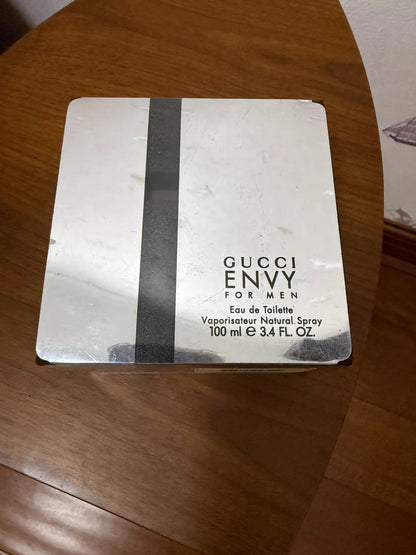 GUCCI
ENVY
FOR MEN
Eau de Toilette
Vaporisateur Natural Spray
100 ml e 3.4 FL. OZ.